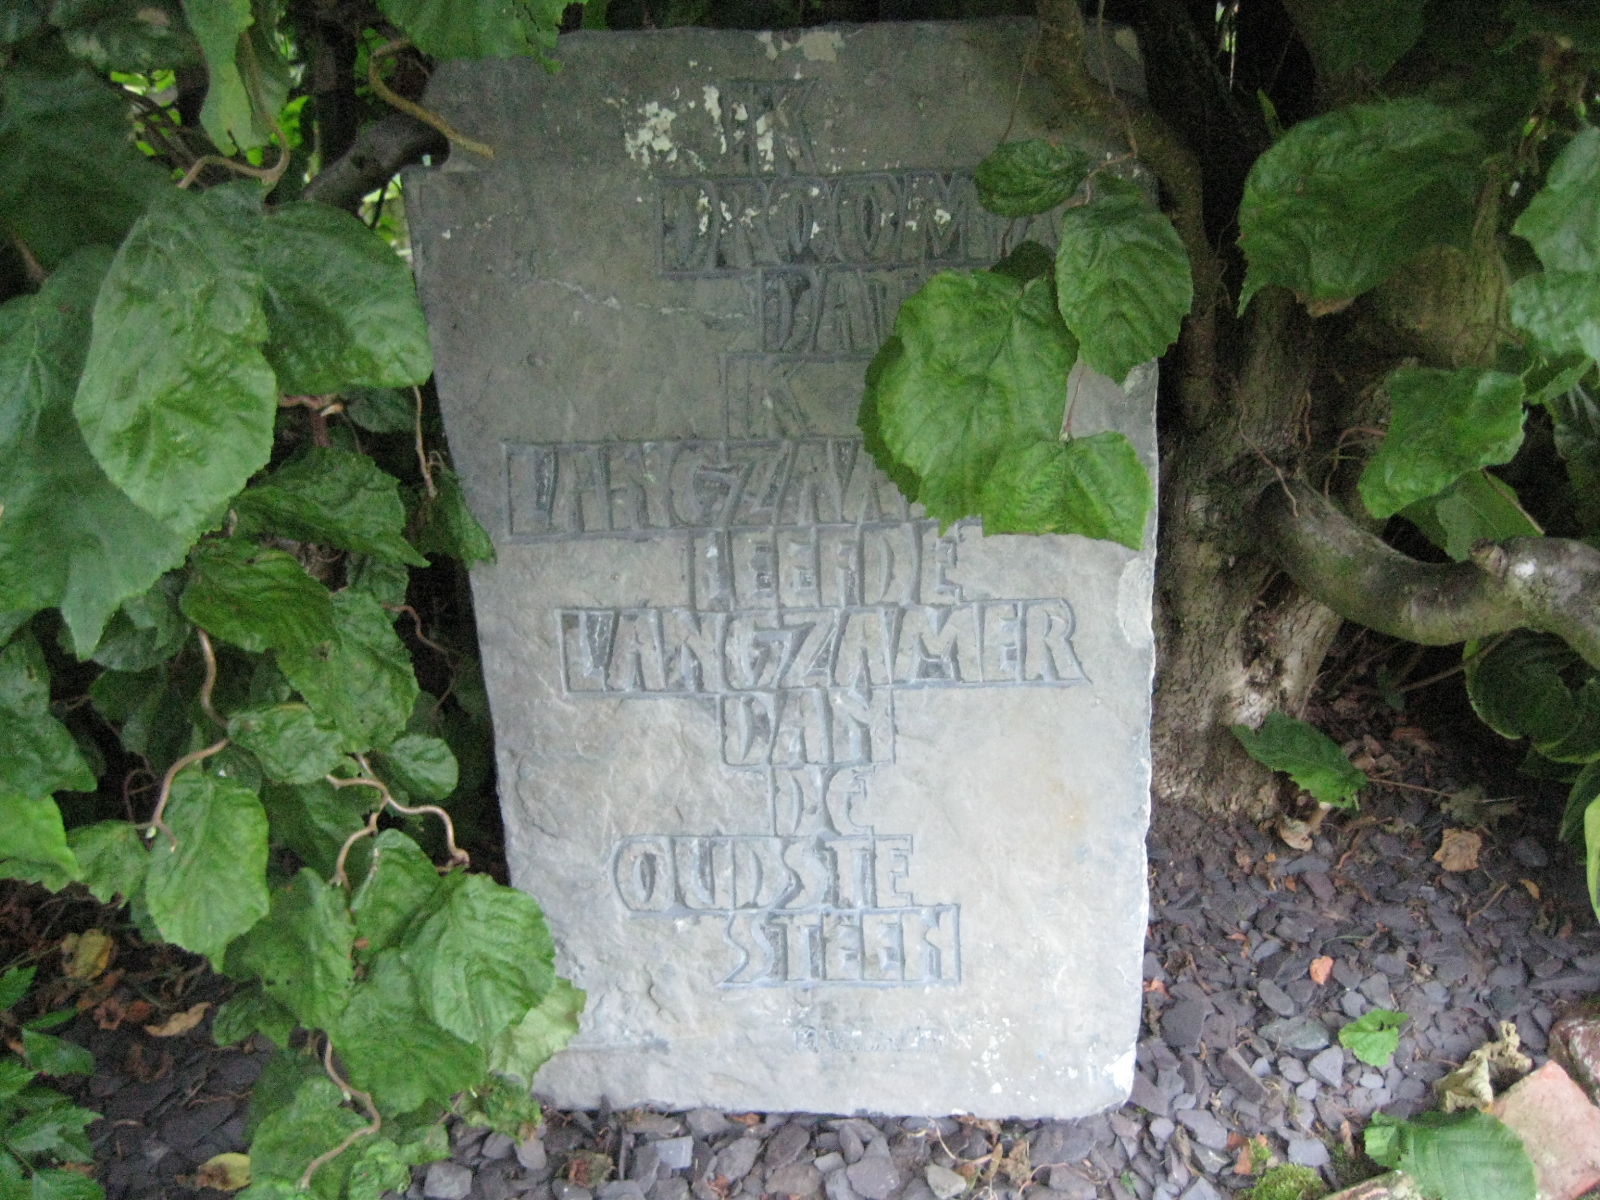 IK
DROOMDE
DAT
IK
LANGZAAM
LEEFDE
LANGZAMER
DAN
DE
OUDSTE
STEEN